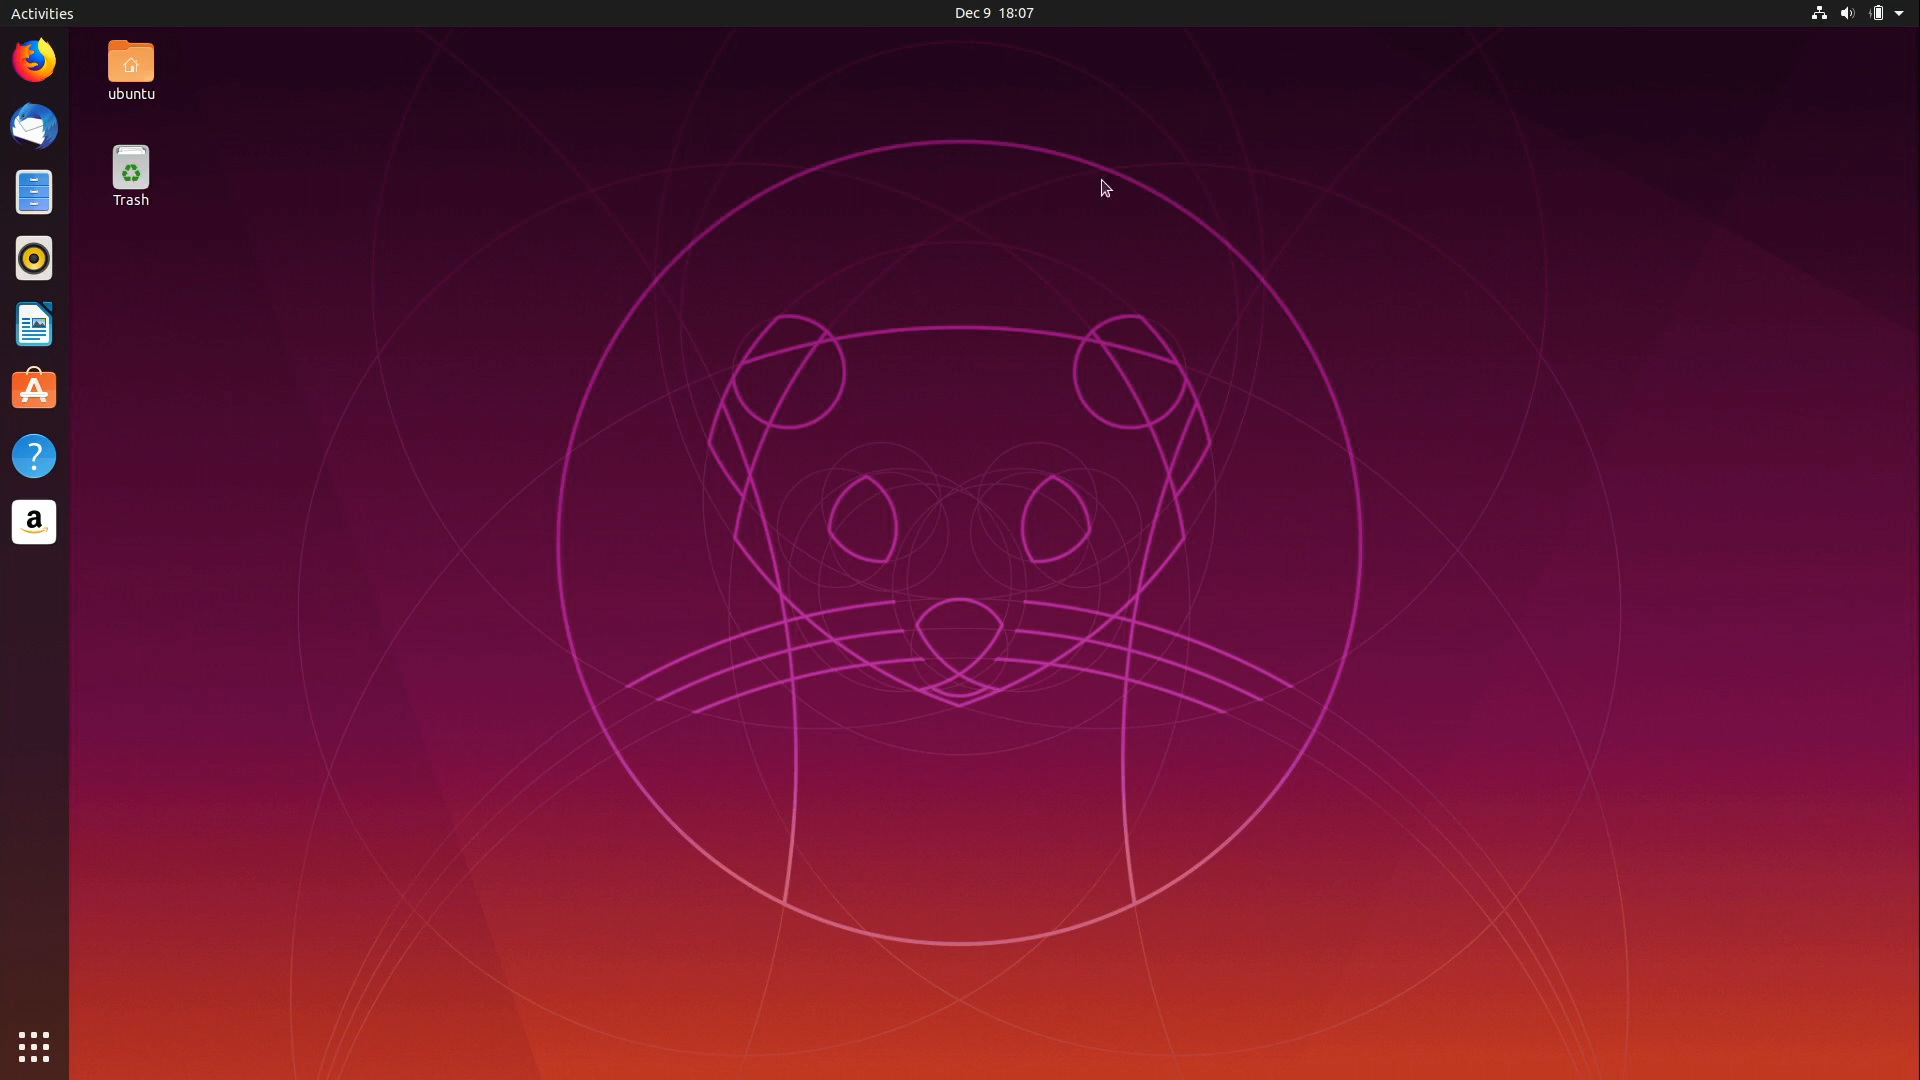 Activities
Dec 9 18:07
ubuntu
Trash
A
?
a